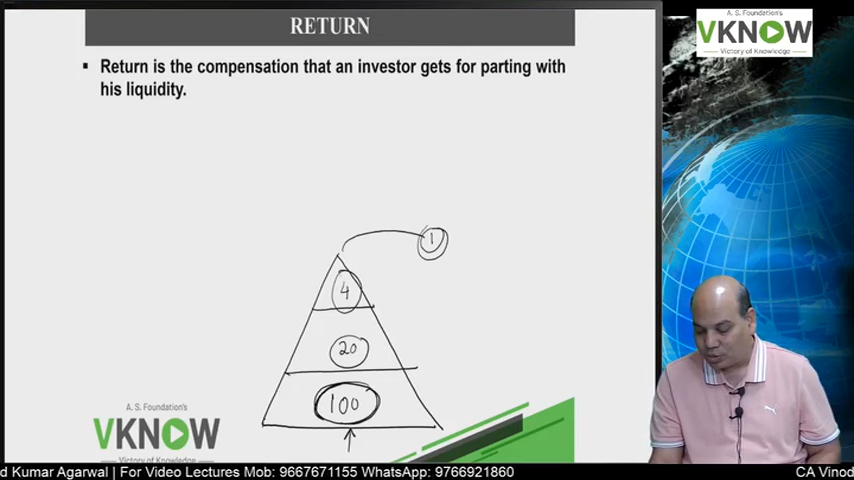 RETURN
A. S. Foundation's
VKNOW
Victory of Knowledge
▪ Return is the compensation that an investor gets for parting with
his liquidity.
1
4
20
100
A. S. Foundation's
VKNOW
Victory of Knowledge
d Kumar Agarwal | For Video Lectures Mob: 9667671155 WhatsApp: 9766921860
CA Vinod